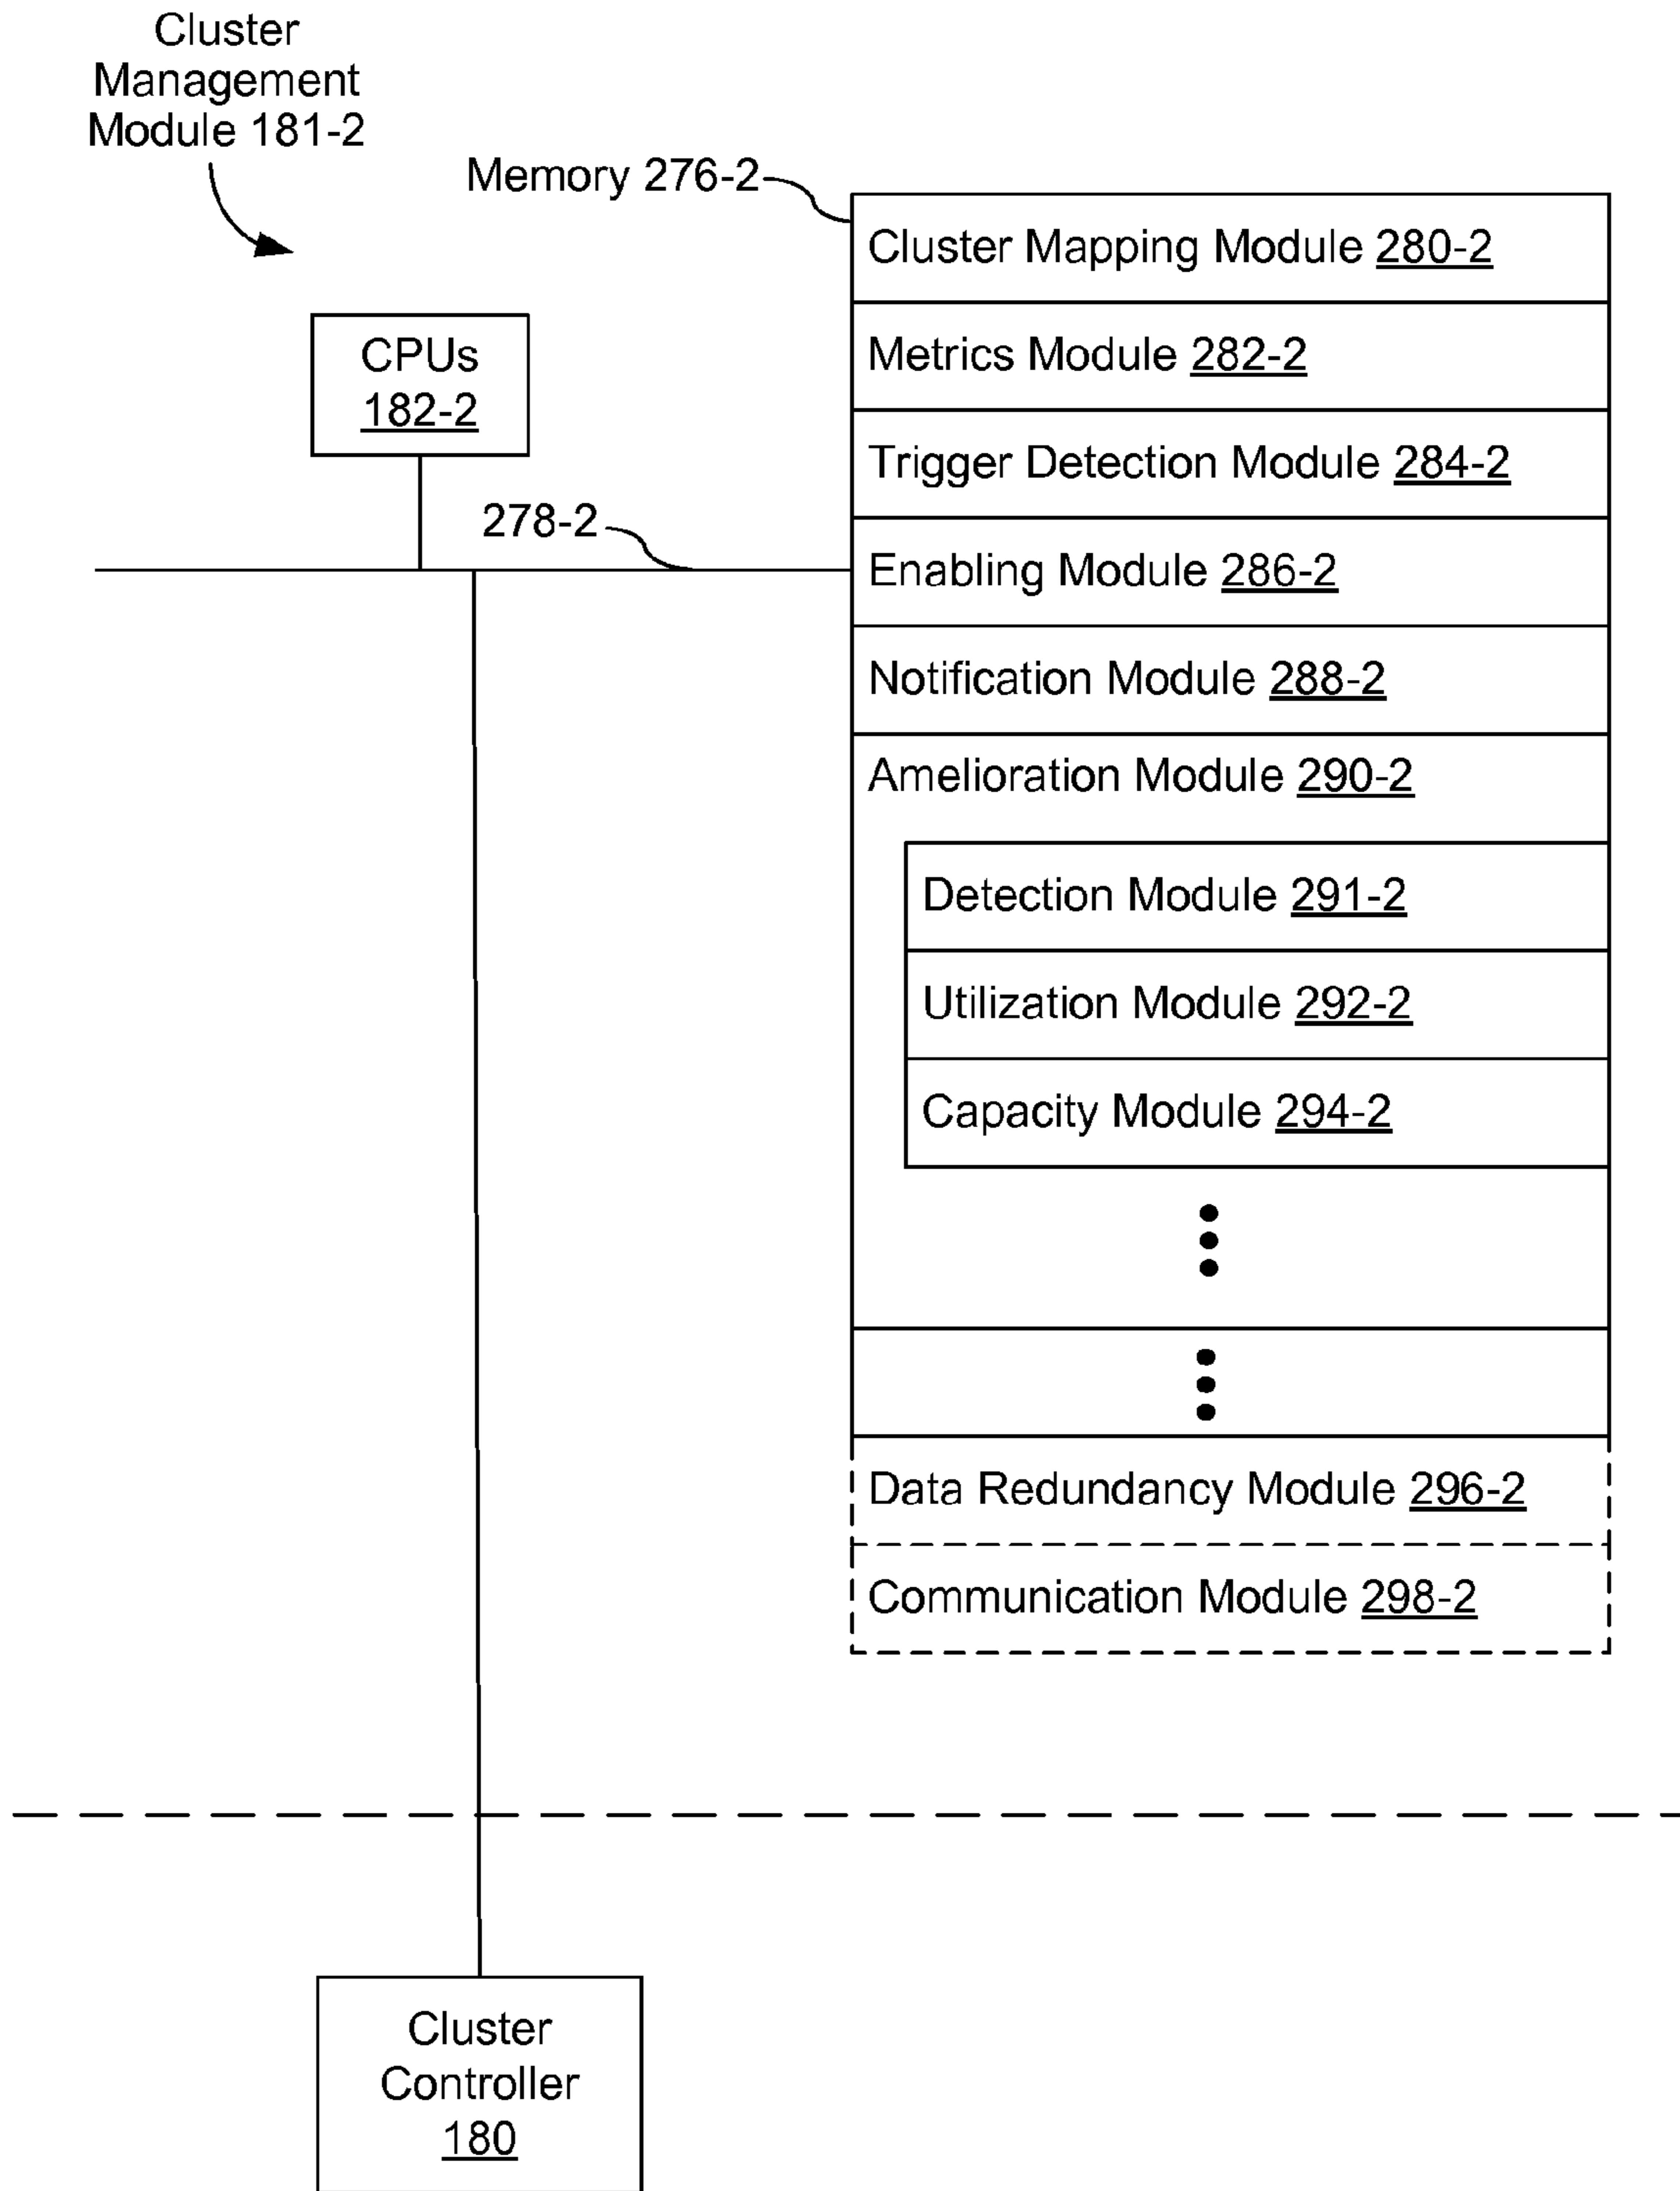 Cluster
Management
Module 181-2
Memory 276-2
Cluster Mapping Module 280-2
Metrics Module 282-2
CPUs
182-2
Trigger Detection Module 284-2
278-2
Enabling Module 286-2
Notification Module 288-2
Amelioration Module 290-2
Detection Module 291-2
Utilization Module 292-2
Capacity Module 294-2
Data Redundancy Module 296-2
Communication Module 298-2
Cluster
Controller
180